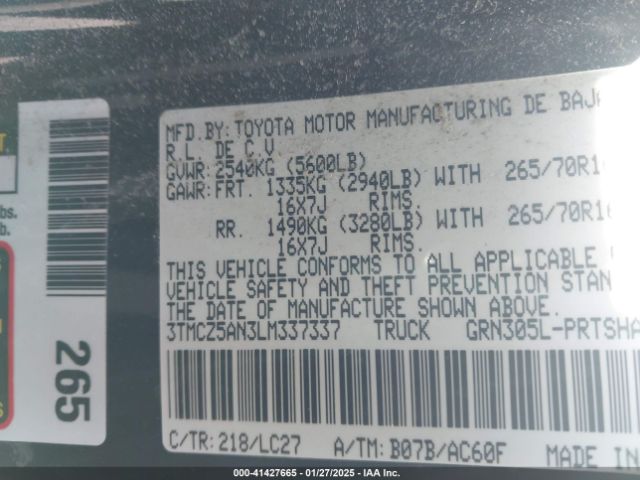 MFD.BY: TOYOTA MOTOR MANUFACTURING DE BAJA
R.L. DE C.V.
GVWR: 2540KG (5600LB)
GAWR: FRT. 1335KG (2940LB) WITH 265/70R16
16X7J RIMS.
RR. 1490KG (3280LB) WITH 265/70R16
16X7J RIMS.
THIS VEHICLE CONFORMS TO ALL APPLICABLE
VEHICLE SAFETY AND THEFT PREVENTION STAN
THE DATE OF MANUFACTURE SHOWN ABOVE.
3TMCZ5AN3LM337337 TRUCK GRN305L-PRTSHA
C/TR: 218/LC27 A/TM: B07B/AC60F MADE IN
265
lbs.
b.
000-41427665 - 01/27/2025 - IAAI.COM